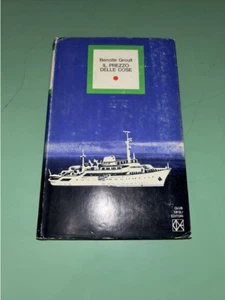 Benoîte Groult
IL PREZZO
DELLE COSE
CLUB
DEGLI
EDITORI